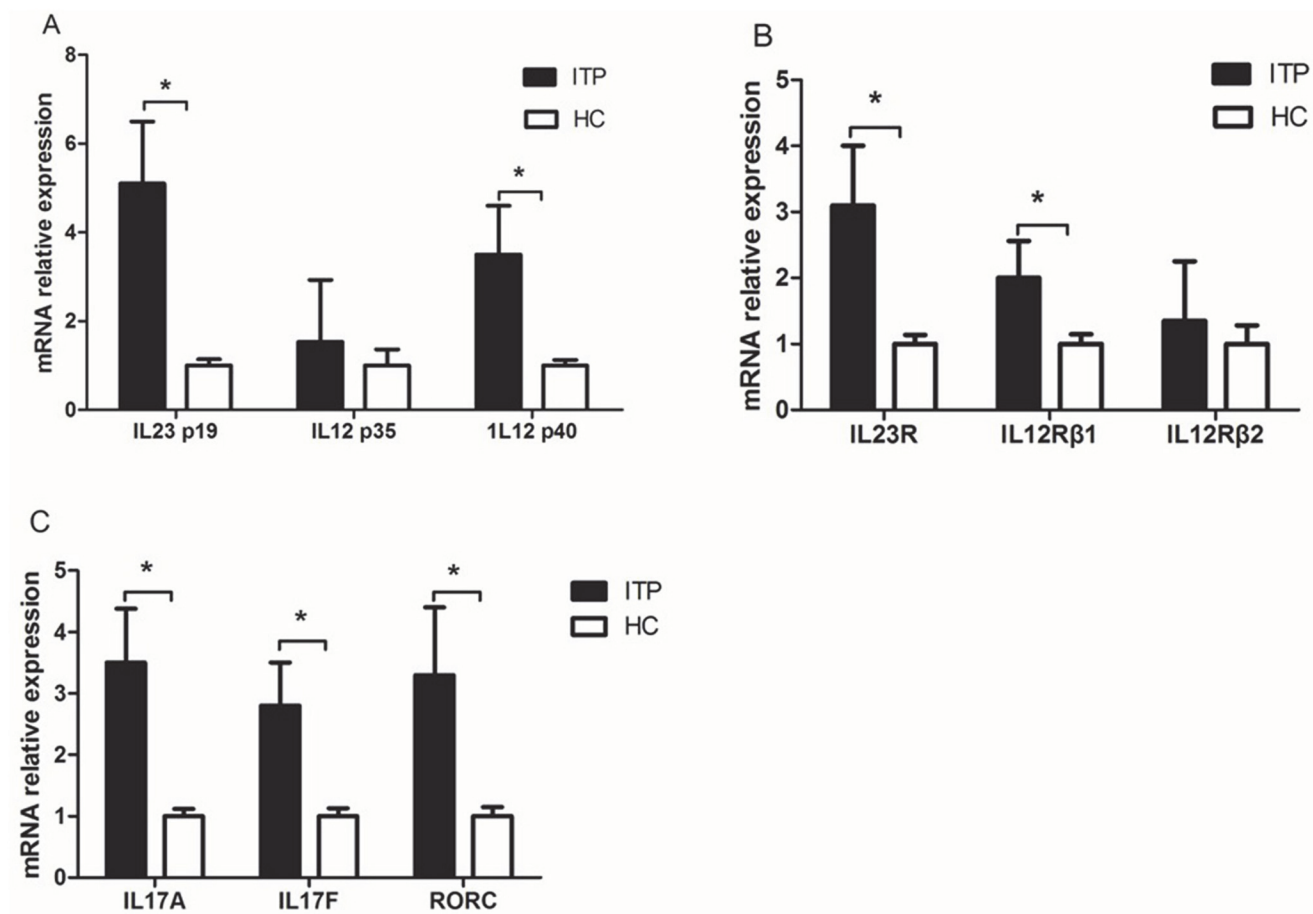 A
mRNA relative expression
8
6
4
2
0
*
*
ITP
HC
IL23 p19
IL12 p35
1L12 p40
B
mRNA relative expression
5
4
3
2
1
0
*
*
ITP
HC
IL23R
IL12Rβ1
IL12Rβ2
C
mRNA relative expression
5
4
3
2
1
0
*
*
*
ITP
HC
IL17A
IL17F
RORC